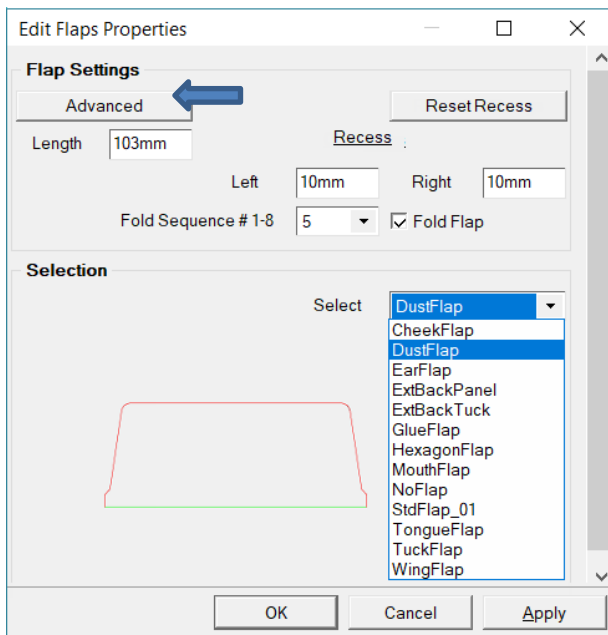 Edit Flaps Properties
Flap Settings
Advanced
Reset Recess
Length 103mm
Recess
Left 10mm Right 10mm
Fold Sequence # 1-8 5 Fold Flap
Selection
Select DustFlap
CheekFlap
DustFlap
EarFlap
ExtBackPanel
ExtBackTuck
GlueFlap
HexagonFlap
MouthFlap
NoFlap
StdFlap_01
TongueFlap
TuckFlap
WingFlap
OK Cancel Apply